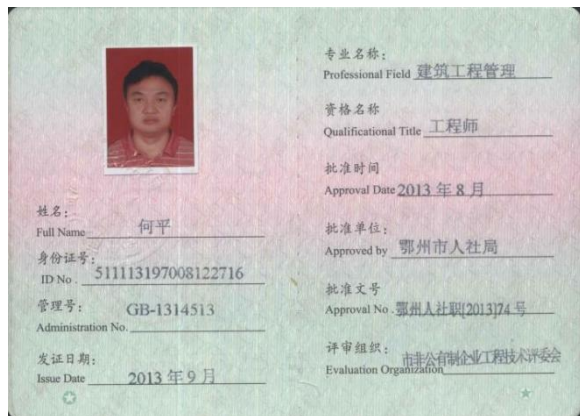 姓名：
Full Name 何平
身份证号：
ID No . 511113197008122716
管理号： GB-1314513
Administration No.
发证日期：
Issue Date 2013 年 9 月
专业名称：
Professional Field 建筑工程管理
资格名称
Qualificational Title 工程师
批准时间
Approval Date 2013 年 8 月
批准单位：
Approved by 鄂州市人社局
批准文号
Approval No . 鄂州人社职[2013]74 号
评审组织： 市非公有制企业工程技术评委会
Evaluation Organization